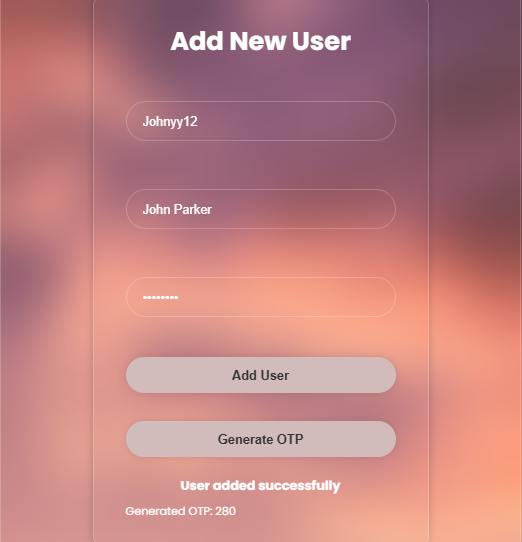 Add New User
Johnyy12
John Parker
••••••••
Add User
Generate OTP
User added successfully
Generated OTP: 280